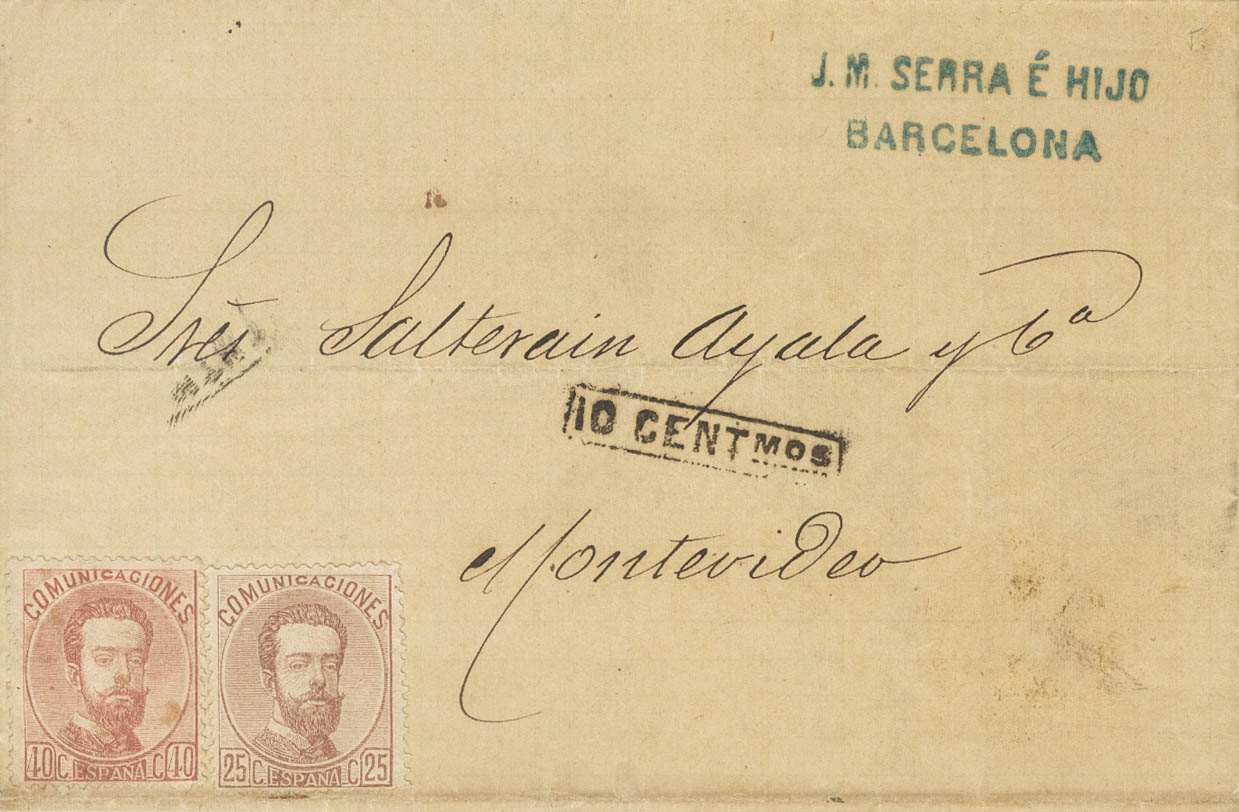 J. M. SERRA É HIJO
BARCELONA
Sres Salterain Ayala y Cª
10 CENTMOS
Montevideo
COMUNICACIONES
40 C. ESPAÑA C 40
COMUNICACIONES
25 C. ESPAÑA C 25